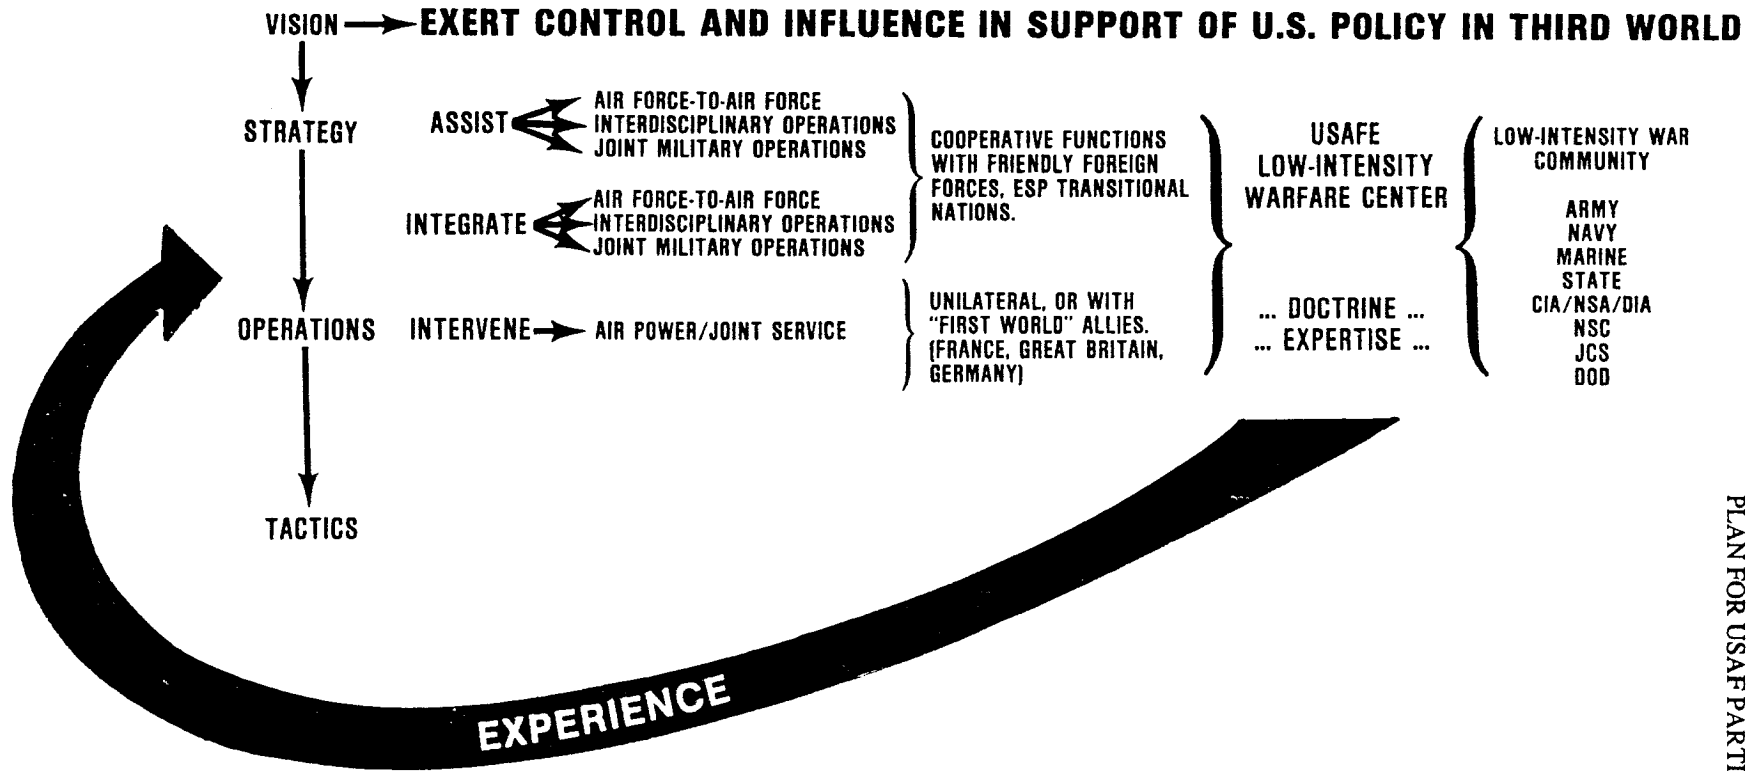 VISION
EXERT CONTROL AND INFLUENCE IN SUPPORT OF U.S. POLICY IN THIRD WORLD
STRATEGY
ASSIST
AIR FORCE-TO-AIR FORCE
INTERDISCIPLINARY OPERATIONS
JOINT MILITARY OPERATIONS
INTEGRATE
AIR FORCE-TO-AIR FORCE
INTERDISCIPLINARY OPERATIONS
JOINT MILITARY OPERATIONS
COOPERATIVE FUNCTIONS
WITH FRIENDLY FOREIGN
FORCES, ESP TRANSITIONAL
NATIONS.
OPERATIONS
INTERVENE
AIR POWER/JOINT SERVICE
UNILATERAL, OR WITH
"FIRST WORLD" ALLIES.
(FRANCE, GREAT BRITAIN,
GERMANY)
USAFE
LOW-INTENSITY
WARFARE CENTER
... DOCTRINE ...
... EXPERTISE ...
LOW-INTENSITY WAR
COMMUNITY
ARMY
NAVY
MARINE
STATE
CIA/NSA/DIA
NSC
JCS
DOD
TACTICS
EXPERIENCE
PLAN FOR USAF